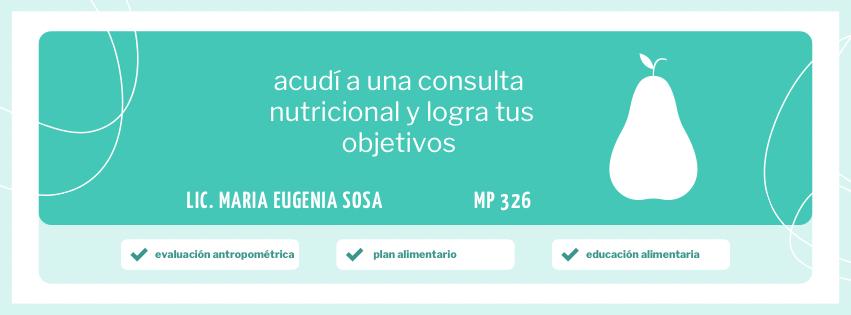 acudí a una consulta
nutricional y logra tus
objetivos
LIC. MARIA EUGENIA SOSA MP 326
evaluación antropométrica plan alimentario educación alimentaria